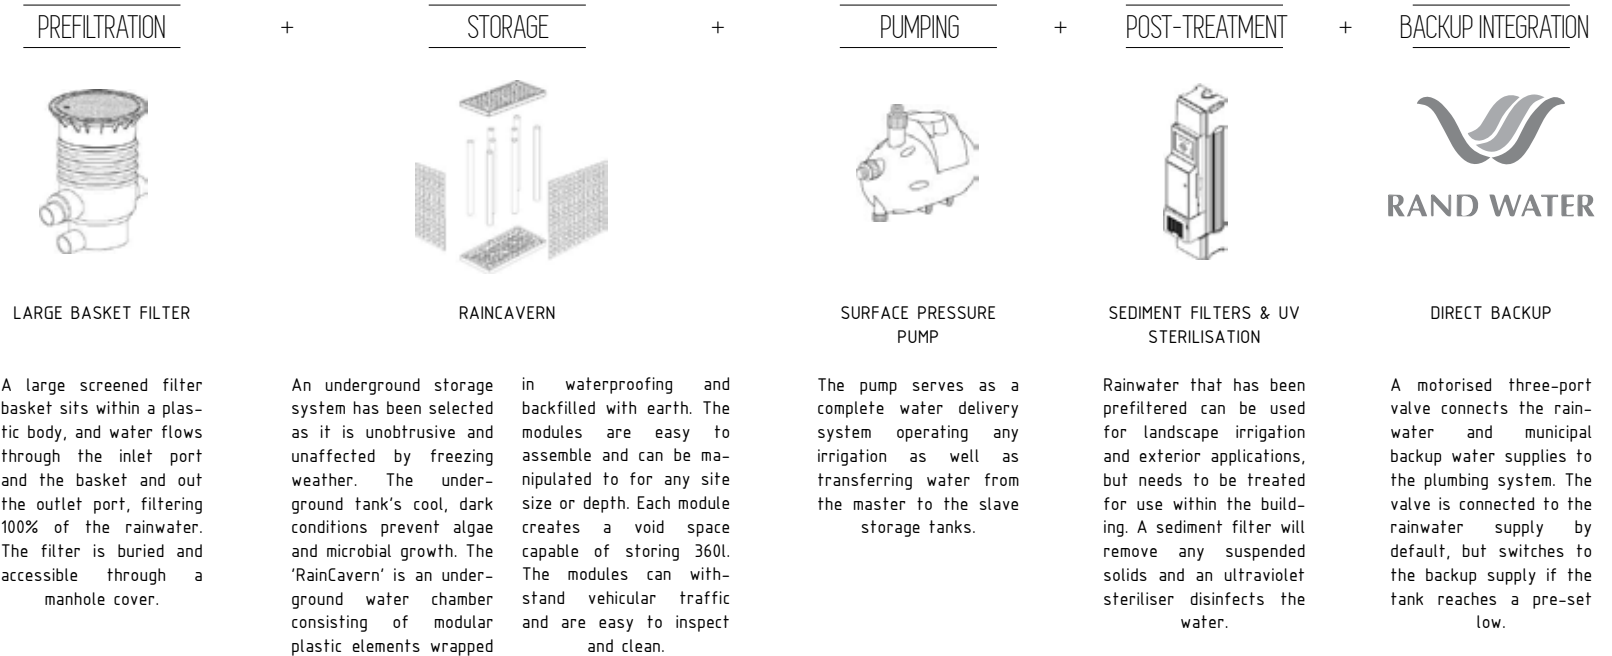 PREFILTRATION
+
STORAGE
+
PUMPING
+
POST-TREATMENT
+
BACKUP INTEGRATION
RAND WATER
LARGE BASKET FILTER
A large screened filter
basket sits within a plas-
tic body, and water flows
through the inlet port
and the basket and out
the outlet port, filtering
100% of the rainwater.
The filter is buried and
accessible through a
manhole cover.
RAINCAVERN
An underground storage
system has been selected
as it is unobtrusive and
unaffected by freezing
weather. The under-
ground tank's cool, dark
conditions prevent algae
and microbial growth. The
'RainCavern' is an under-
ground water chamber
consisting of modular
plastic elements wrapped
in waterproofing and
backfilled with earth. The
modules are easy to
assemble and can be ma-
nipulated to for any site
size or depth. Each module
creates a void space
capable of storing 360l.
The modules can with-
stand vehicular traffic
and are easy to inspect
and clean.
SURFACE PRESSURE
PUMP
The pump serves as a
complete water delivery
system operating any
irrigation as well as
transferring water from
the master to the slave
storage tanks.
SEDIMENT FILTERS & UV
STERILISATION
Rainwater that has been
prefiltered can be used
for landscape irrigation
and exterior applications,
but needs to be treated
for use within the build-
ing. A sediment filter will
remove any suspended
solids and an ultraviolet
steriliser disinfects the
water.
DIRECT BACKUP
A motorised three-port
valve connects the rain-
water and municipal
backup water supplies to
the plumbing system. The
valve is connected to the
rainwater supply by
default, but switches to
the backup supply if the
tank reaches a pre-set
low.